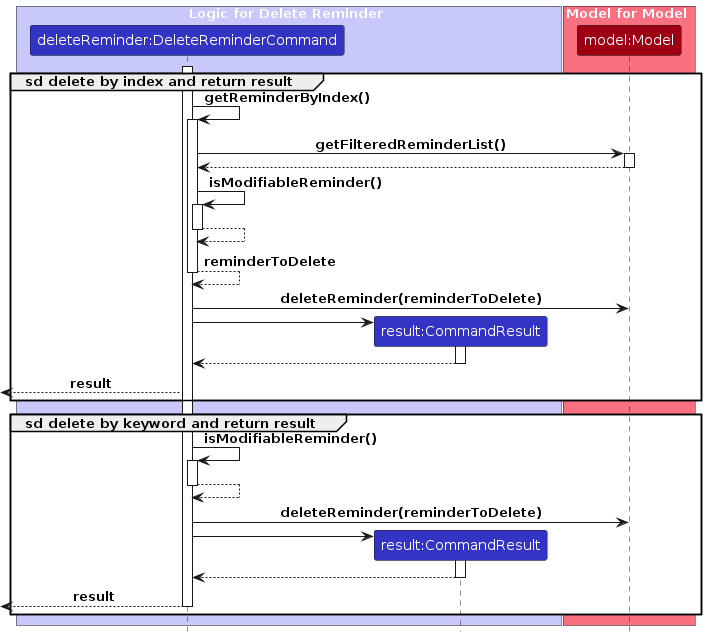 Logic for Delete Reminder
Model for Model
deleteReminder:DeleteReminderCommand
model:Model
sd delete by index and return result
getReminderByIndex()
getFilteredReminderList()
isModifiableReminder()
reminderToDelete
deleteReminder(reminderToDelete)
result:CommandResult
result
sd delete by keyword and return result
isModifiableReminder()
deleteReminder(reminderToDelete)
result:CommandResult
result